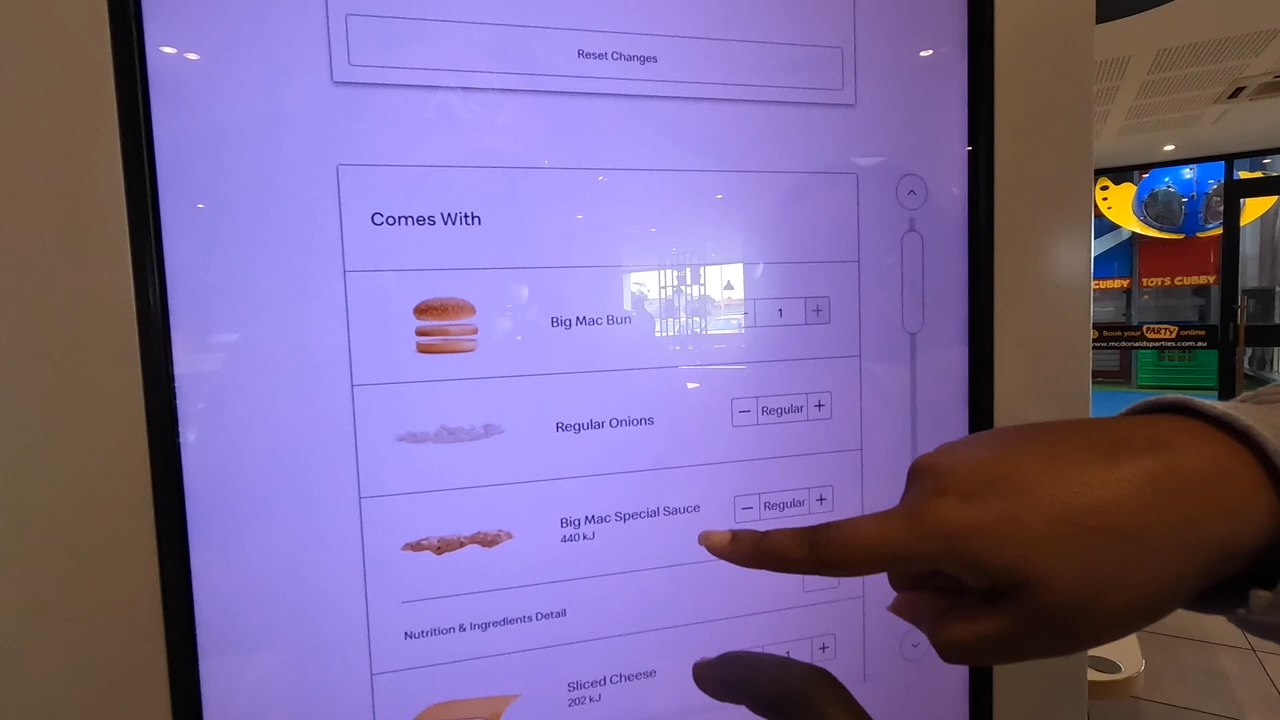 Reset Changes
Comes With
Big Mac Bun
1
+
Regular Onions
— Regular +
Big Mac Special Sauce
440 kJ
— Regular +
Nutrition & Ingredients Detail
Sliced Cheese
202 kJ
1 +
CUBBY TOTS CUBBY
Book your PARTY online
www.mcdonaldsparties.com.au